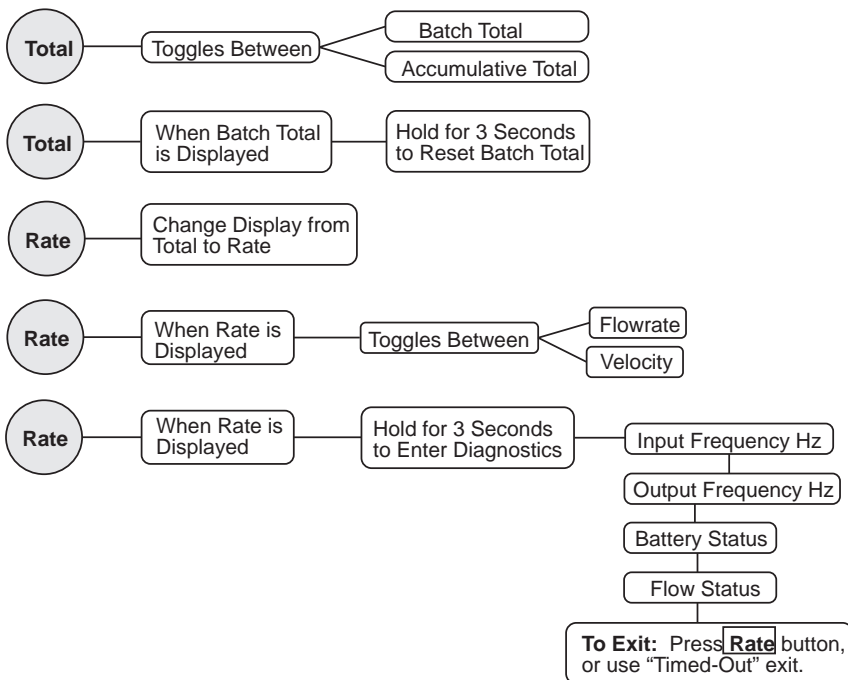 Total
Toggles Between
Batch Total
Accumulative Total
Total
When Batch Total
is Displayed
Hold for 3 Seconds
to Reset Batch Total
Rate
Change Display from
Total to Rate
Rate
When Rate is
Displayed
Toggles Between
Flowrate
Velocity
Rate
When Rate is
Displayed
Hold for 3 Seconds
to Enter Diagnostics
Input Frequency Hz
Output Frequency Hz
Battery Status
Flow Status
To Exit: Press Rate button,
or use “Timed-Out” exit.